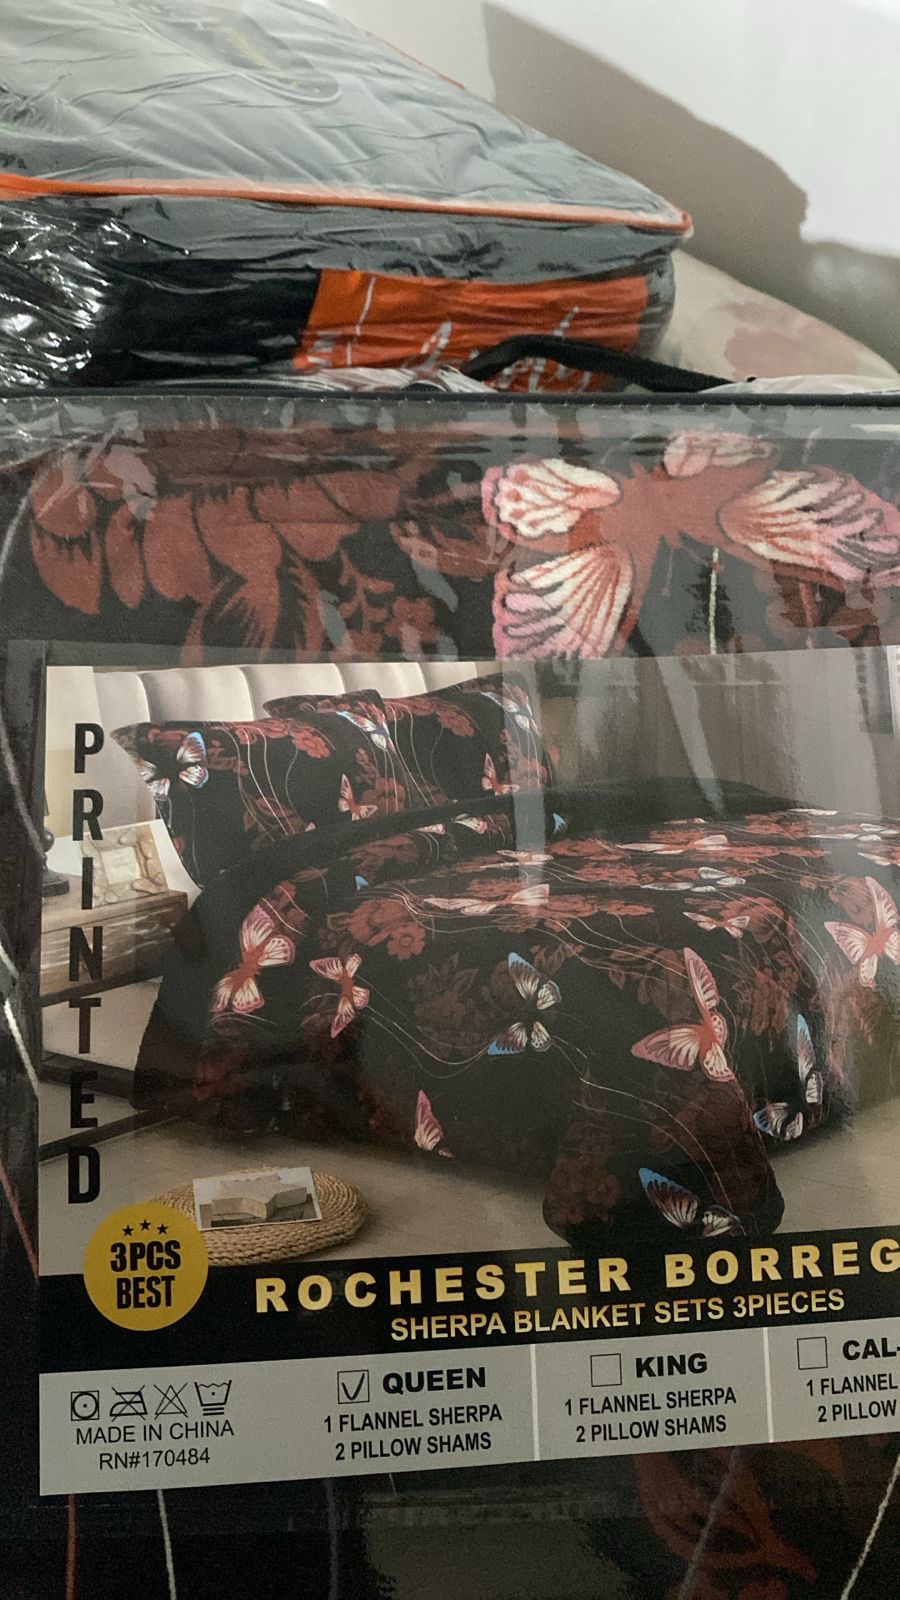 PRINTED
3PCS
BEST
ROCHESTER BORREG
SHERPA BLANKET SETS 3PIECES
MADE IN CHINA
RN#170484
QUEEN
1 FLANNEL SHERPA
2 PILLOW SHAMS
KING
1 FLANNEL SHERPA
2 PILLOW SHAMS
CAL-
1 FLANNEL
2 PILLOW